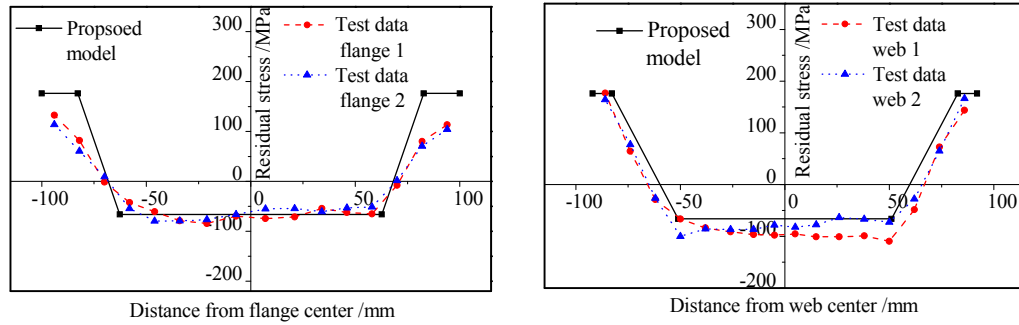 Propsoed
model
Test data
flange 1
Test data
flange 2
Residual stress /MPa
300
200
100
0
-100
-200
-100
-50
0
50
100
Distance from flange center /mm
Proposed
model
Test data
web 1
Test data
web 2
Residual stress /MPa
300
200
100
0
-100
-200
-100
-50
0
50
100
Distance from web center /mm